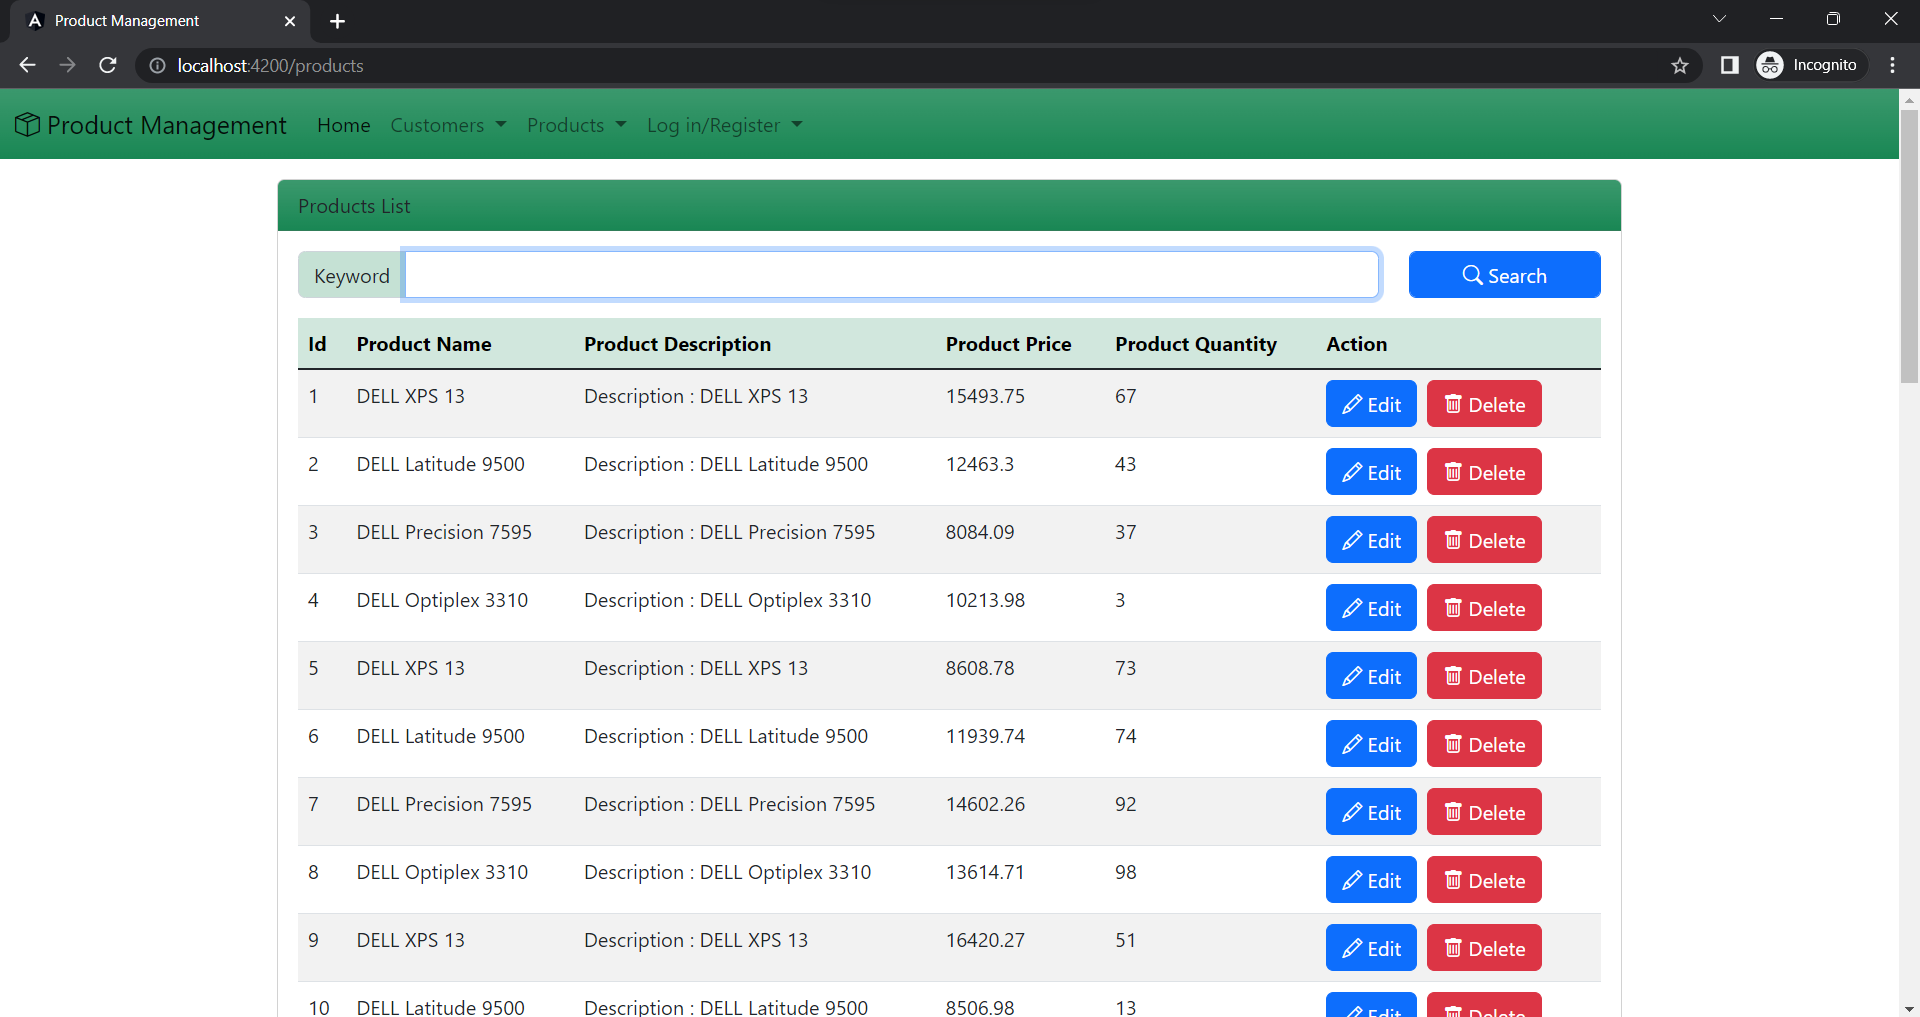 Product Management
localhost:4200/products
Incognito
Product Management Home Customers Products Log in/Register
Products List
Keyword Search
Id Product Name Product Description Product Price Product Quantity Action
1 DELL XPS 13 Description : DELL XPS 13 15493.75 67 Edit Delete
2 DELL Latitude 9500 Description : DELL Latitude 9500 12463.3 43 Edit Delete
3 DELL Precision 7595 Description : DELL Precision 7595 8084.09 37 Edit Delete
4 DELL Optiplex 3310 Description : DELL Optiplex 3310 10213.98 3 Edit Delete
5 DELL XPS 13 Description : DELL XPS 13 8608.78 73 Edit Delete
6 DELL Latitude 9500 Description : DELL Latitude 9500 11939.74 74 Edit Delete
7 DELL Precision 7595 Description : DELL Precision 7595 14602.26 92 Edit Delete
8 DELL Optiplex 3310 Description : DELL Optiplex 3310 13614.71 98 Edit Delete
9 DELL XPS 13 Description : DELL XPS 13 16420.27 51 Edit Delete
10 DELL Latitude 9500 Description : DELL Latitude 9500 8506.98 13 Edit Delete